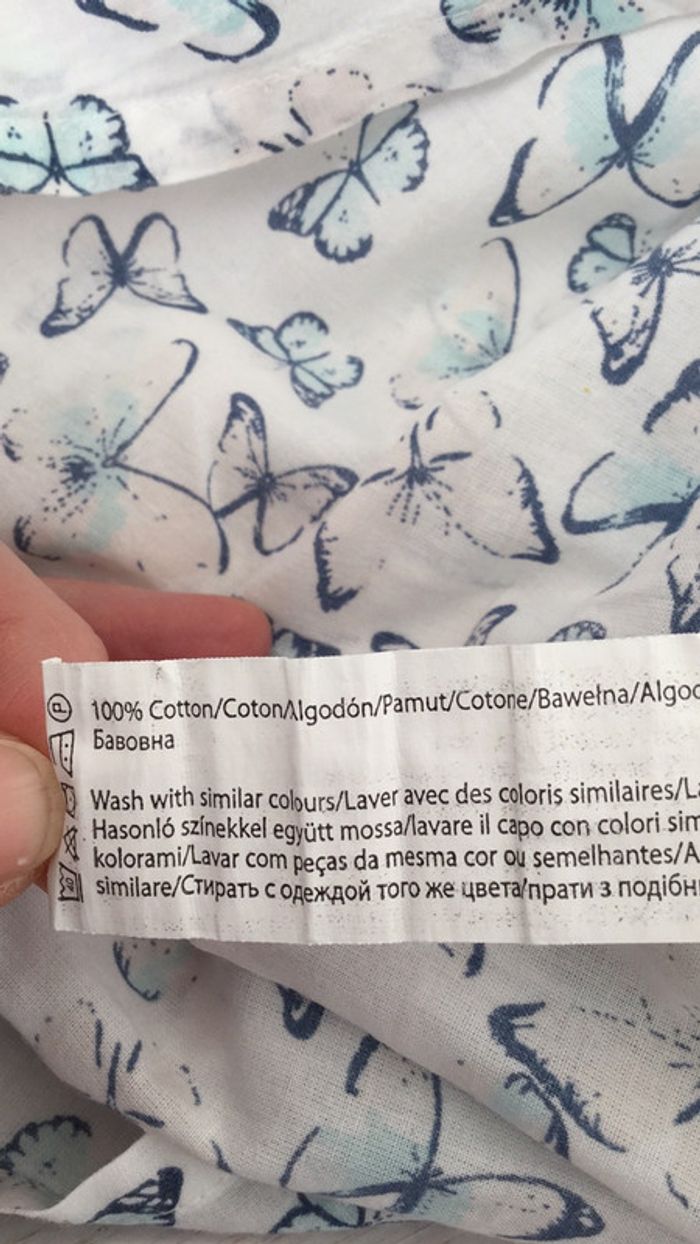 100% Cotton/Coton/Algodón/Pamut/Cotone/Bawełna/Algod
Бавовна
Wash with similar colours/Laver avec des coloris similaires/La
Hasonló színekkel együtt mossa/lavare il capo con colori sim
kolorami/Lavar com peças da mesma cor ou semelhantes/A
similare/Стирать с одеждой того же цвета/прати з подібн